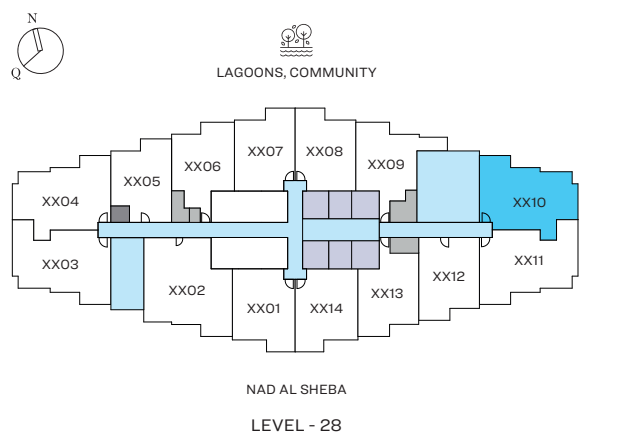 N
Q
LAGOONS, COMMUNITY
XX07
XX08
XX06
XX09
XX05
XX04
XX10
XX03
XX11
XX02
XX12
XX13
XX01
XX14
NAD AL SHEBA
LEVEL - 28